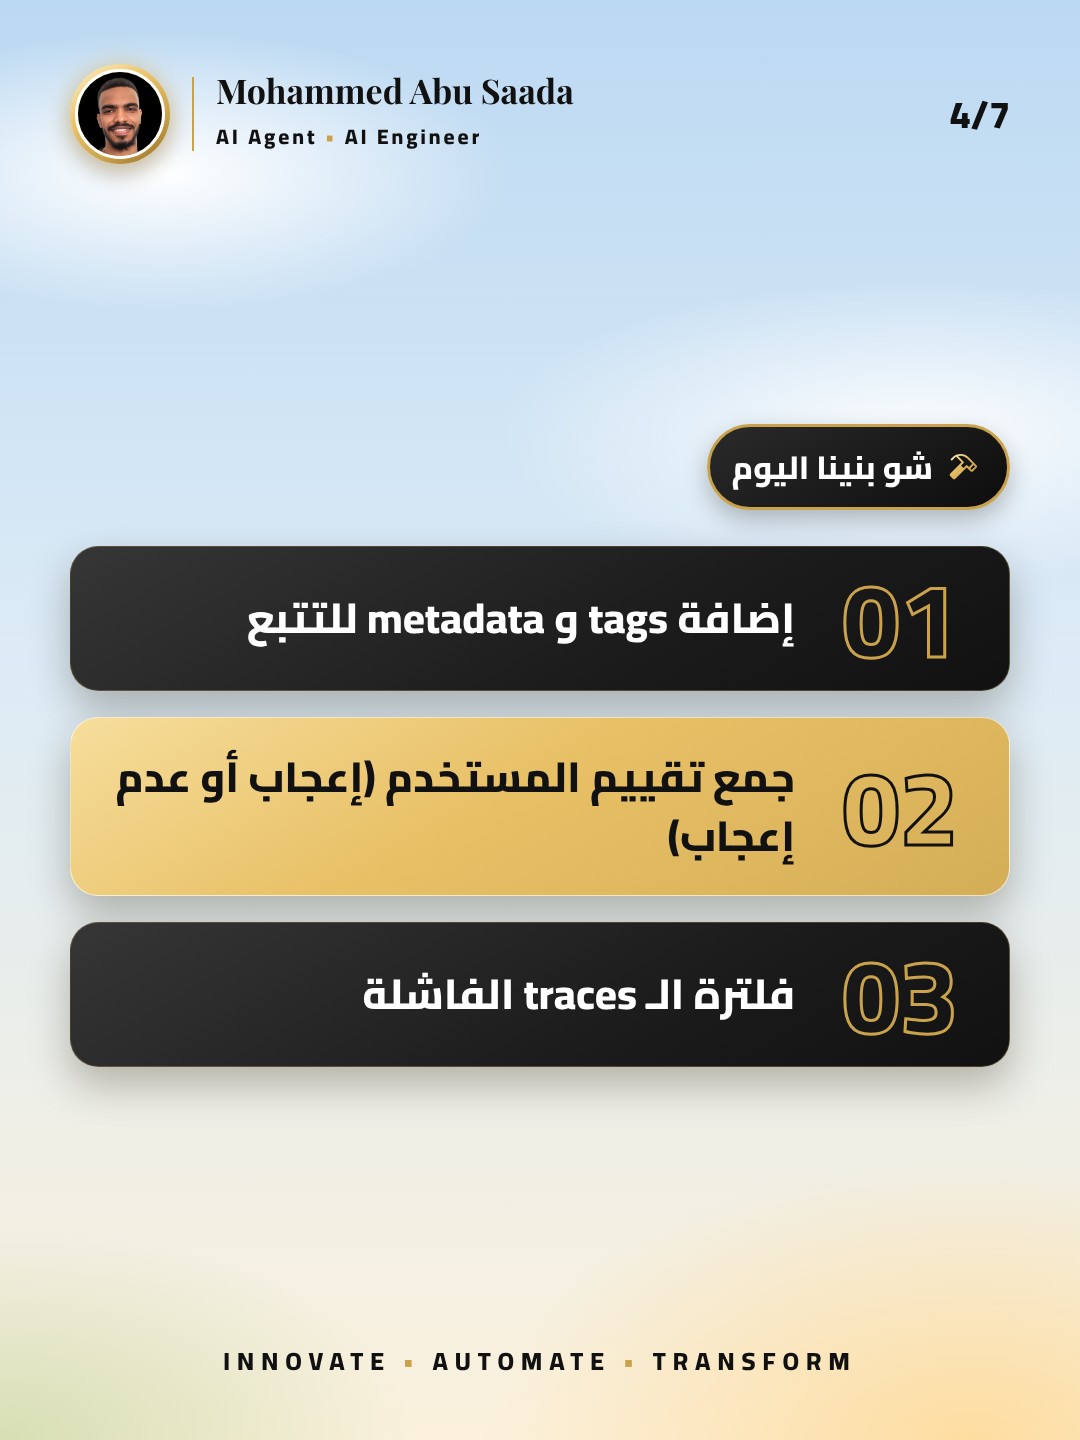 Mohammed Abu Saada
AI Agent ▪ AI Engineer
4/7
شو بنينا اليوم
01
إضافة tags و metadata للتتبع
02
جمع تقييم المستخدم (إعجاب أو عدم
إعجاب)
03
فلترة الـ traces الفاشلة
INNOVATE ▪ AUTOMATE ▪ TRANSFORM